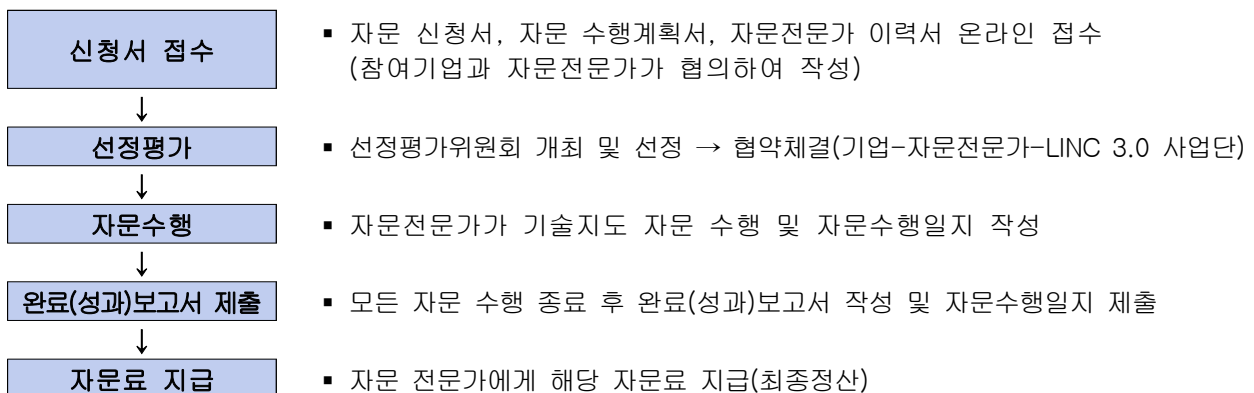 신청서 접수
▪ 자문 신청서, 자문 수행계획서, 자문전문가 이력서 온라인 접수
(참여기업과 자문전문가가 협의하여 작성)
↓
선정평가
▪ 선정평가위원회 개최 및 선정 → 협약체결(기업-자문전문가-LINC 3.0 사업단)
↓
자문수행
▪ 자문전문가가 기술지도 자문 수행 및 자문수행일지 작성
↓
완료(성과)보고서 제출
▪ 모든 자문 수행 종료 후 완료(성과)보고서 작성 및 자문수행일지 제출
↓
자문료 지급
▪ 자문 전문가에게 해당 자문료 지급(최종정산)